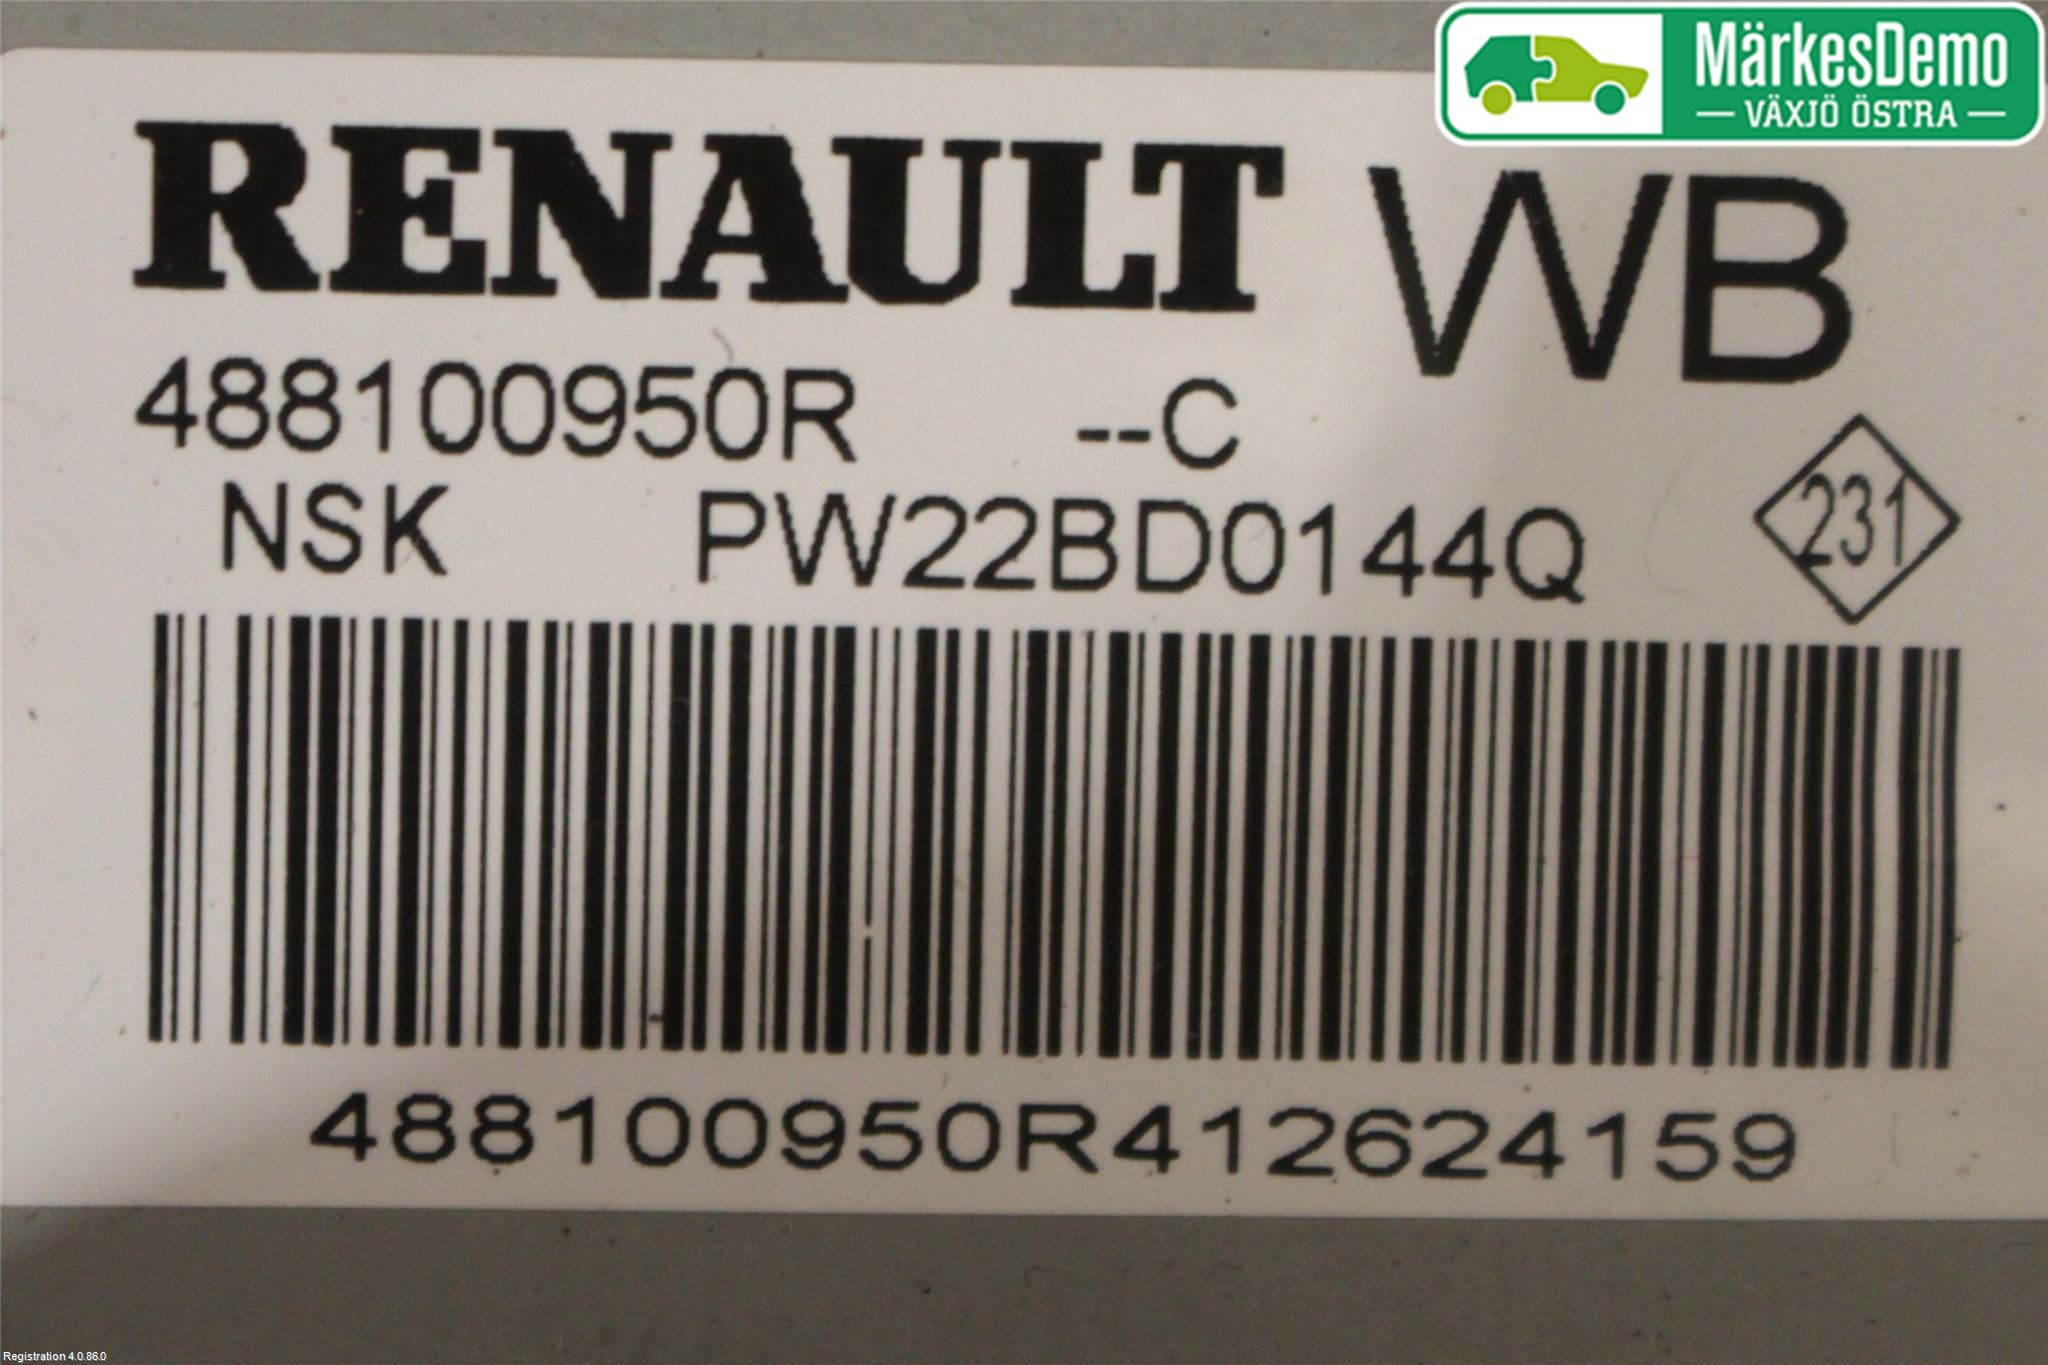 MärkesDemo
VÄXJÖ ÖSTRA
RENAULT WB
488100950R --C
NSK PW22BD0144Q 231
488100950R412624159
Registration 4.0.86.0